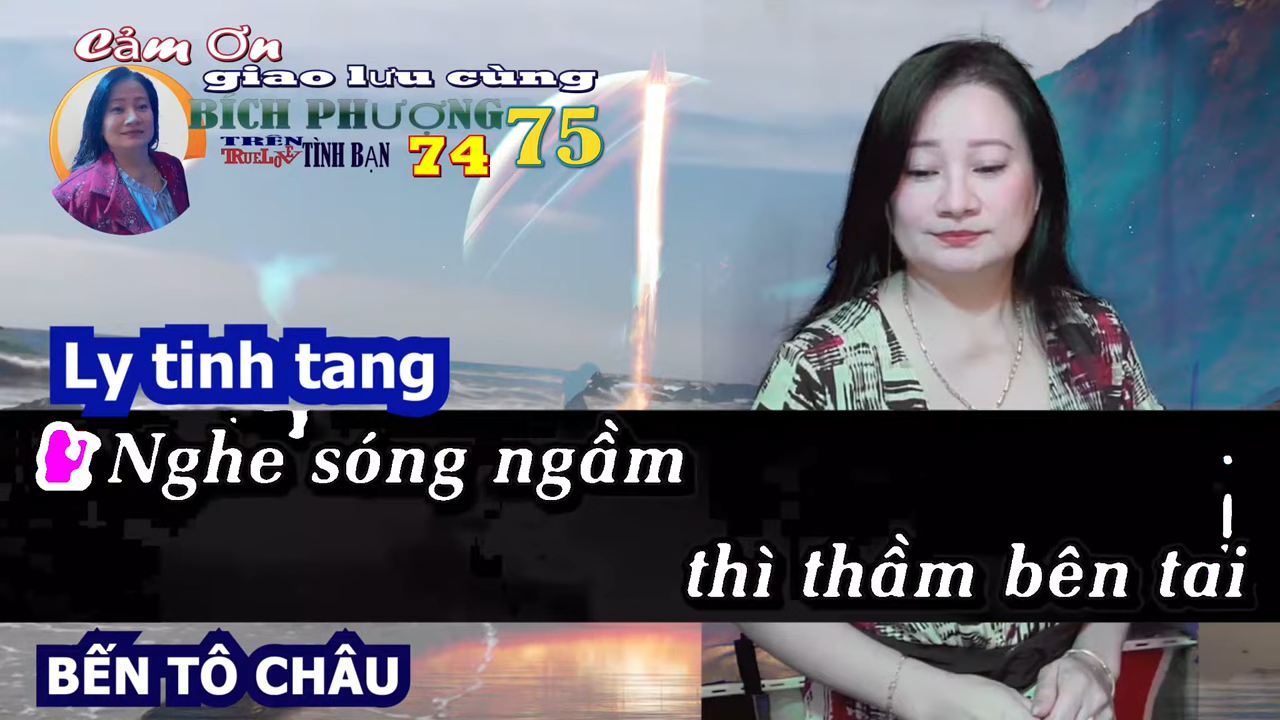 Cảm Ơn
giao lưu cùng
BÍCH PHƯỢNG 75
TRÊN
TRUELOVE TÌNH BẠN 74
Ly tinh tang
Nghe sóng ngầm
thì thầm bên tai
BẾN TÔ CHÂU